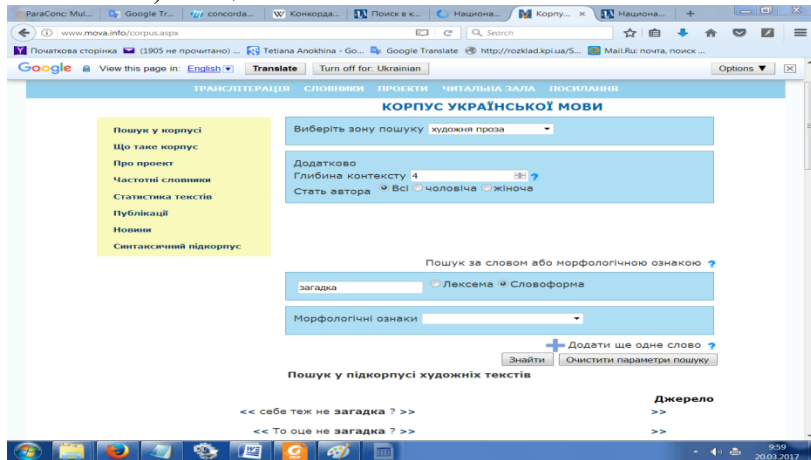 ParaConc: Mul...
Google Tr...
concorda...
Конкорда...
Поиск в к...
Национа...
Корпу...
Национа...
www.mova.info/corpus.aspx
Search
Початкова сторінка
(1905 не прочитано) ...
Tetiana Anokhina - Go...
Google Translate
http://rozklad.kpi.ua/S...
Mail.Ru: почта, поиск ...
Google View this page in: English Translate Turn off for: Ukrainian Options
ТРАНСЛІТЕРАЦІЯ СЛОВНИКИ ПРОЕКТИ ЧИТАЛЬНА ЗАЛА ПОСИЛАННЯ
КОРПУС УКРАЇНСЬКОЇ МОВИ
Пошук у корпусі
Що таке корпус
Про проект
Частотні словники
Статистика текстів
Публікації
Новини
Синтаксичний підкорпус
Виберіть зону пошуку художня проза
Додатково
Глибина контексту 4 ?
Стать автора Всі чоловіча жіноча
Пошук за словом або морфологічною ознакою ?
загадка Лексема Словоформа
Морфологічні ознаки
Додати ще одне слово ?
Знайти Очистити параметри пошуку
Пошук у підкорпусі художніх текстів
Джерело
<< себе теж не загадка ? >> >>
<< То оце не загадка ? >> >>
9:59
20.03.2017